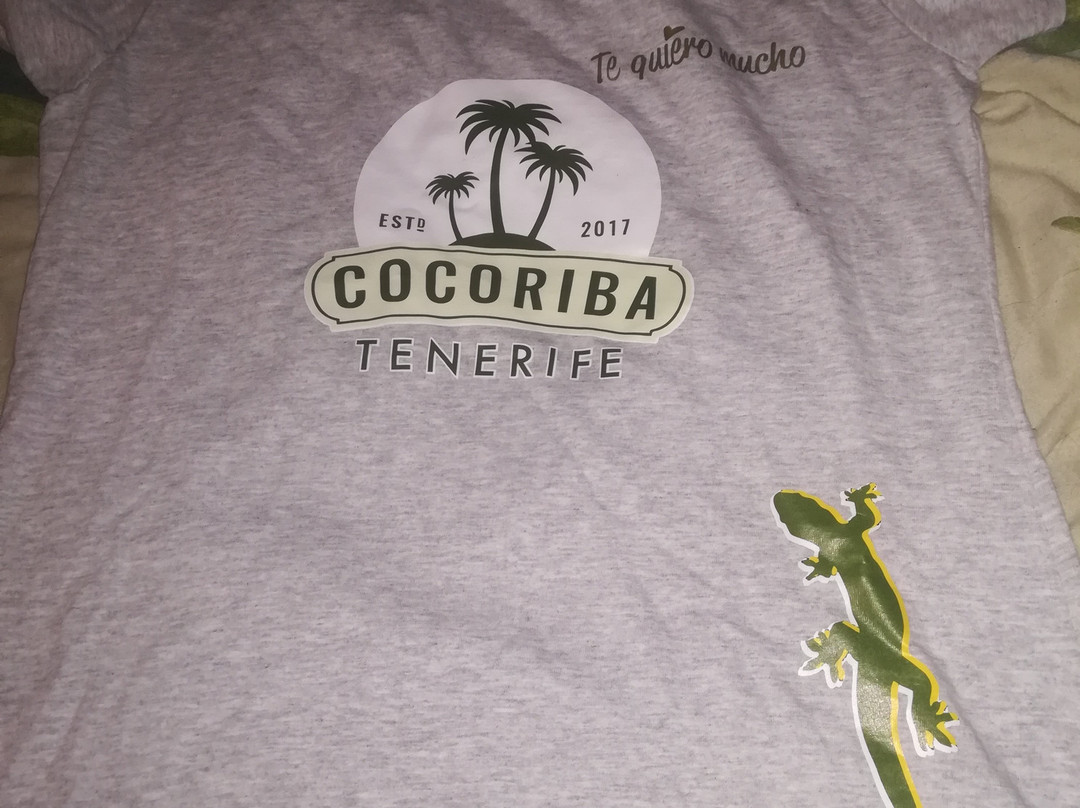 Te quiero mucho
ESTD 2017
COCORIBA
TENERIFE